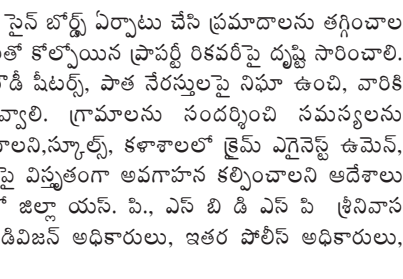 సైన్ బోర్డ్స్ ఏర్పాటు చేసి ప్రమాదాలను తగ్గించాల
తో కోల్పోయిన ప్రాపర్టీ రికవరీపై దృష్టి సారించాలి.
డీ షీటర్స్, పాత నేరస్తులపై నిఘా ఉంచి, వారికి
వ్వాలి. గ్రామాలను సందర్శించి సమస్యలను
లాని,స్కూల్స్, కళాశాలలో క్రైమ్ ఎగైనెస్ట్ ఉమెన్,
పై విస్తృతంగా అవగాహన కల్పించాలని ఆదేశాలు
జిల్లా యస్. పి., ఎస్ బి డి ఎస్ పి శ్రీనివాస
డివిజన్ అధికారులు, ఇతర పోలీస్ అధికారులు,